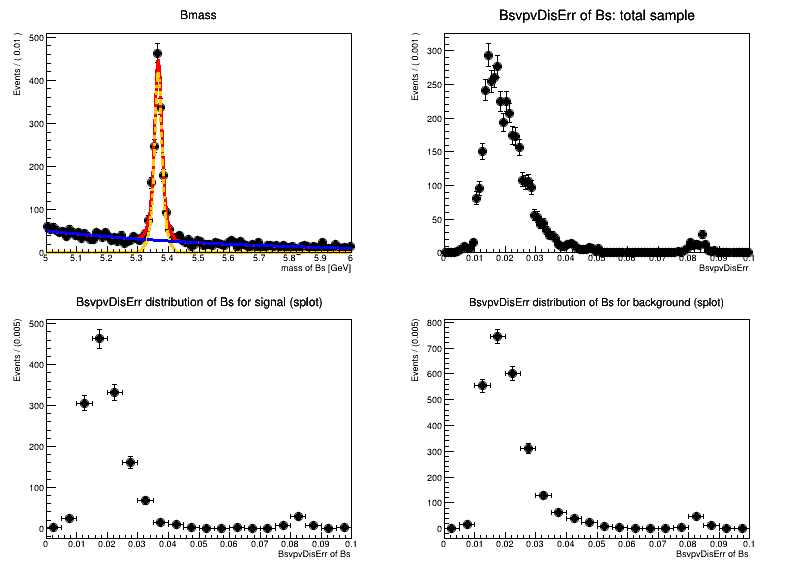 Bmass
Events / ( 0.01 )
500
400
300
200
100
0
5 5.1 5.2 5.3 5.4 5.5 5.6 5.7 5.8 5.9 6
mass of Bs [GeV]
BsvpvDisErr of Bs: total sample
Events / ( 0.001 )
300
250
200
150
100
50
0
0 0.01 0.02 0.03 0.04 0.05 0.06 0.07 0.08 0.09 0.1
BsvpvDisErr
BsvpvDisErr distribution of Bs for signal (splot)
Events / (0.005)
500
400
300
200
100
0
0 0.01 0.02 0.03 0.04 0.05 0.06 0.07 0.08 0.09 0.1
BsvpvDisErr of Bs
BsvpvDisErr distribution of Bs for background (splot)
Events / (0.005)
800
700
600
500
400
300
200
100
0
0 0.01 0.02 0.03 0.04 0.05 0.06 0.07 0.08 0.09 0.1
BsvpvDisErr of Bs